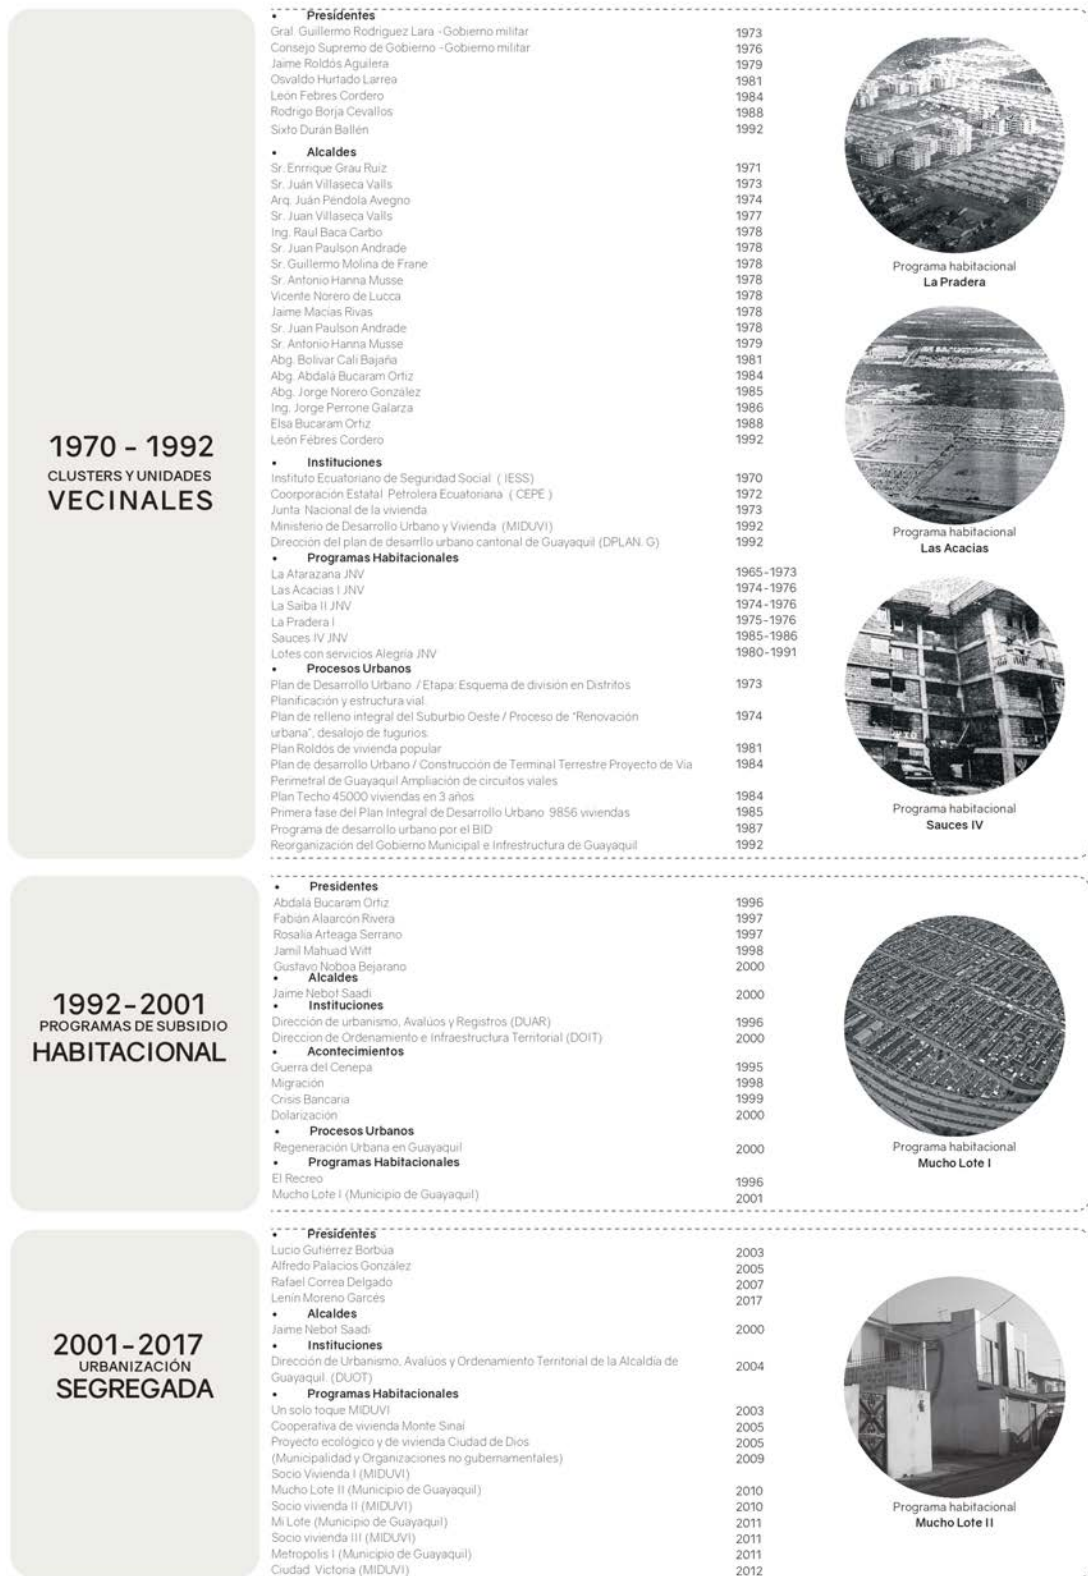 1970 - 1992
CLUSTERS Y UNIDADES
VECINALES
• Presidentes
Gral. Guillermo Rodriguez Lara -Gobierno militar 1973
Consejo Supremo de Gobierno -Gobierno militar 1976
Jaime Roldós Aguilera 1979
Osvaldo Hurtado Larrea 1981
León Febres Cordero 1984
Rodrigo Borja Cevallos 1988
Sixto Durán Ballén 1992
• Alcaldes
Sr. Enrrique Grau Ruiz 1971
Sr. Juán Villaseca Valls 1973
Arq. Juán Péndola Avegno 1974
Sr. Juan Villaseca Valls 1977
Ing. Raul Baca Carbo 1978
Sr. Juan Paulson Andrade 1978
Sr. Guillermo Molina de Frane 1978
Sr. Antonio Hanna Musse 1978
Vicente Norero de Lucca 1978
Jaime Macias Rivas 1978
Sr. Juan Paulson Andrade 1978
Sr. Antonio Hanna Musse 1979
Abg. Bolivar Cali Bajaña 1981
Abg. Abdalá Bucaram Ortiz 1984
Abg. Jorge Norero González 1985
Ing. Jorge Perrone Galarza 1986
Elsa Bucaram Ortiz 1988
León Febres Cordero 1992
• Instituciones
Instituto Ecuatoriano de Seguridad Social ( IESS) 1970
Coorporación Estatal Petrolera Ecuatoriana ( CEPE ) 1972
Junta Nacional de la vivienda 1973
Ministerio de Desarrollo Urbano y Vivienda (MIDUVI) 1992
Dirección del plan de desarrllo urbano cantonal de Guayaquil (DPLAN. G) 1992
• Programas Habitacionales
La Atarazana JNV 1965-1973
Las Acacias I JNV 1974-1976
La Saiba II JNV 1974-1976
La Pradera I 1975-1976
Sauces IV JNV 1985-1986
Lotes con servicios Alegria JNV 1980-1991
• Procesos Urbanos
Plan de Desarrollo Urbano / Etapa: Esquema de división en Distritos 1973
Planificación y estructura vial.
Plan de relleno integral del Suburbio Oeste / Proceso de "Renovación 1974
urbana", desalojo de tugurios.
Plan Roldós de vivienda popular 1981
Plan de desarrollo Urbano / Construcción de Terminal Terrestre Proyecto de Via 1984
Perimetral de Guayaquil Ampliación de circuitos viales
Plan Techo 45000 viviendas en 3 años 1984
Primera fase del Plan Integral de Desarrollo Urbano 9856 viviendas 1985
Programa de desarrollo urbano por el BID 1987
Reorganización del Gobierno Municipal e Infrestructura de Guayaquil 1992
Programa habitacional
La Pradera
Programa habitacional
Las Acacias
Programa habitacional
Sauces IV
1992-2001
PROGRAMAS DE SUBSIDIO
HABITACIONAL
• Presidentes
Abdalá Bucaram Ortiz 1996
Fabián Alaarcón Rivera 1997
Rosalia Arteaga Serrano 1997
Jamil Mahuad Witt 1998
Gustavo Noboa Bejarano 2000
• Alcaldes
Jaime Nebot Saadi 2000
• Instituciones
Dirección de urbanismo, Avalúos y Registros (DUAR) 1996
Direccion de Ordenamiento e Infraestructura Territorial (DOIT) 2000
• Acontecimientos
Guerra del Cenepa 1995
Migración 1998
Crisis Bancaria 1999
Dolarización 2000
• Procesos Urbanos
Regeneración Urbana en Guayaquil 2000
• Programas Habitacionales
El Recreo 1996
Mucho Lote I (Municipio de Guayaquil) 2001
Programa habitacional
Mucho Lote I
2001-2017
URBANIZACIÓN
SEGREGADA
• Presidentes
Lucio Gutiérrez Borbúa 2003
Alfredo Palacios González 2005
Rafael Correa Delgado 2007
Lenin Moreno Garcés 2017
• Alcaldes
Jaime Nebot Saadi 2000
• Instituciones
Dirección de Urbanismo, Avalúos y Ordenamiento Territorial de la Alcaldía de 2004
Guayaquil. (DUOT)
• Programas Habitacionales
Un solo toque MIDUVI 2003
Cooperativa de vivienda Monte Sinai 2005
Proyecto ecológico y de vivienda Ciudad de Dios 2005
(Municipalidad y Organizaciones no gubernamentales) 2009
Socio Vivienda I (MIDUVI)
Mucho Lote II (Municipio de Guayaquil) 2010
Socio vivienda II (MIDUVI) 2010
Mi Lote (Municipio de Guayaquil) 2011
Socio vivienda III (MIDUVI) 2011
Metropolis I (Municipio de Guayaquil) 2011
Ciudad Victoria (MIDUVI) 2012
Programa habitacional
Mucho Lote II